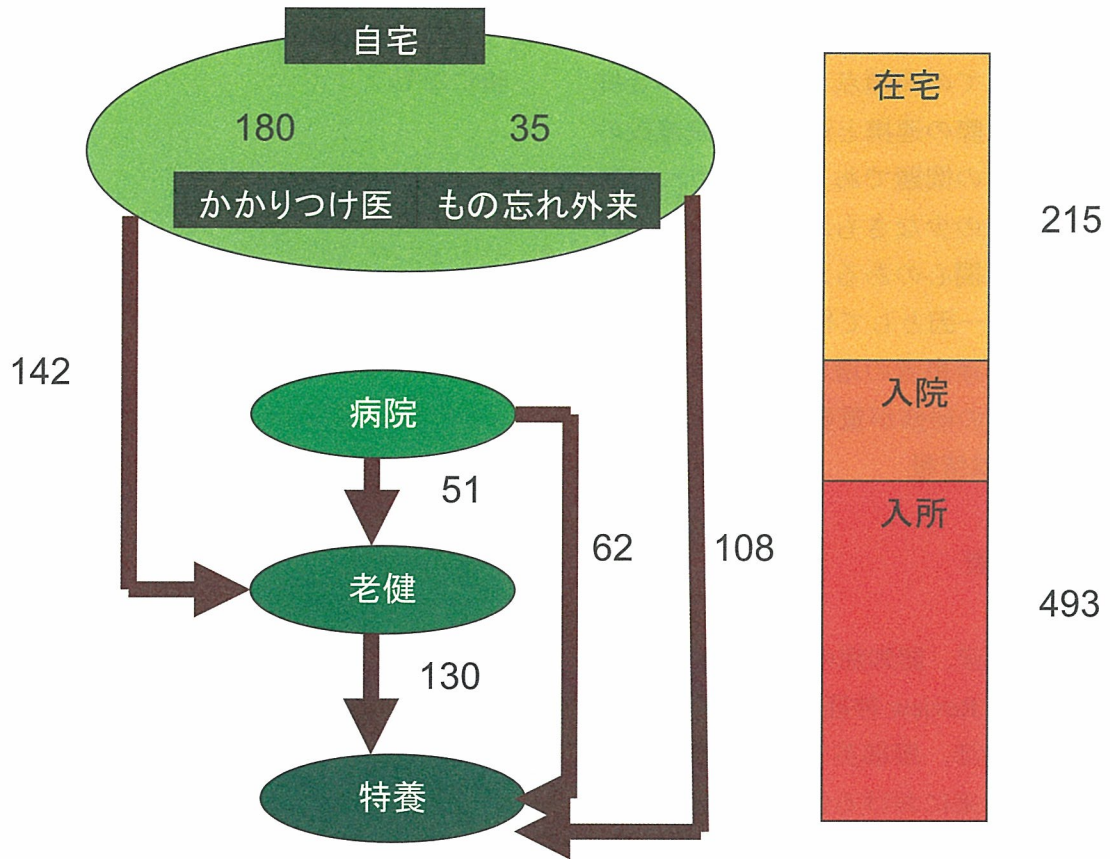 自宅
180
35
かかりつけ医
もの忘れ外来
142
病院
51
62
108
老健
130
特養
在宅
215
入院
入所
493